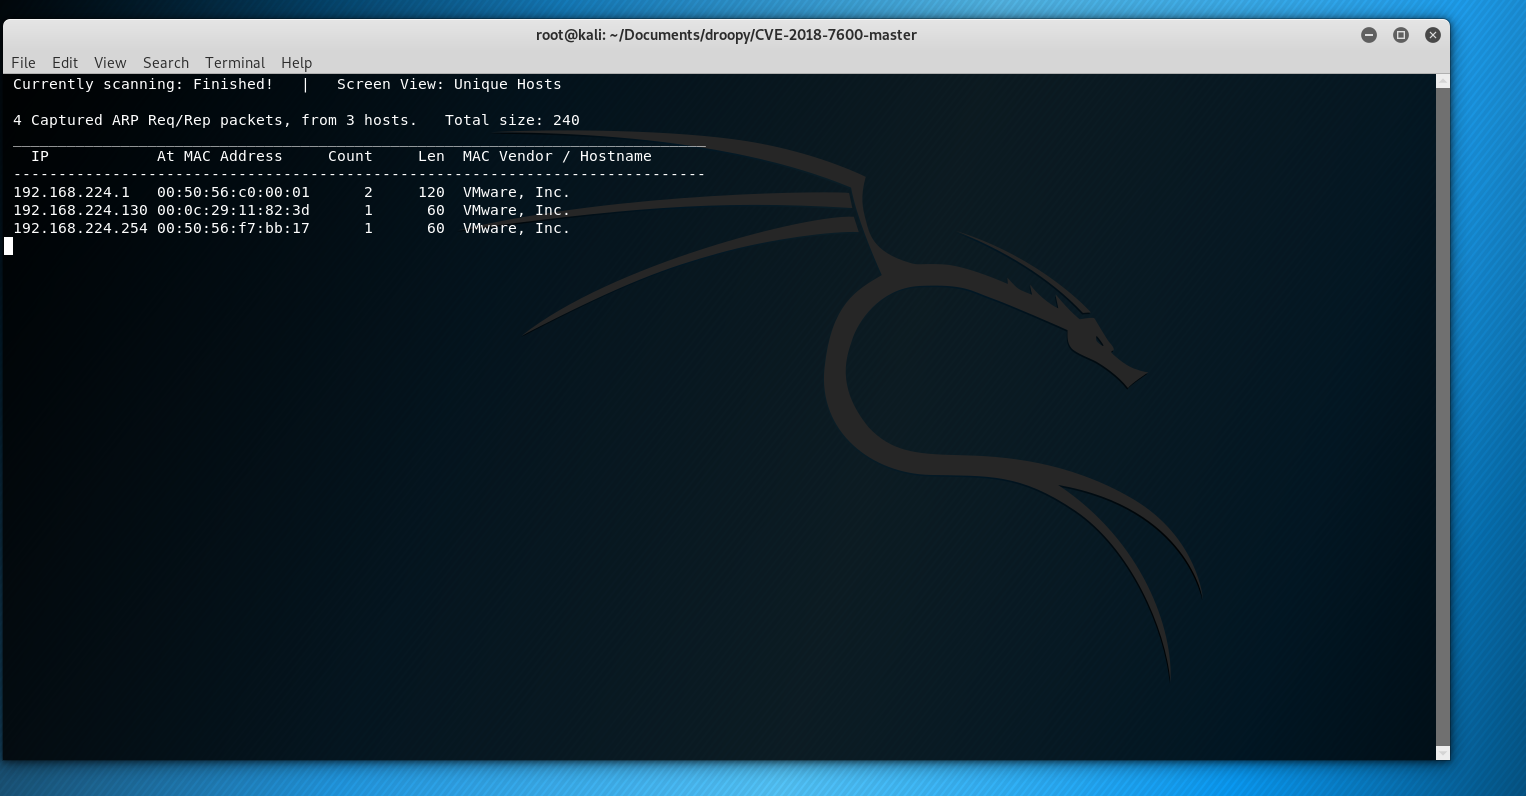 root@kali: ~/Documents/droopy/CVE-2018-7600-master
File Edit View Search Terminal Help
Currently scanning: Finished!   |   Screen View: Unique Hosts
4 Captured ARP Req/Rep packets, from 3 hosts.   Total size: 240
_____________________________________________________________________________
IP            At MAC Address     Count     Len  MAC Vendor / Hostname
-----------------------------------------------------------------------------
192.168.224.1   00:50:56:c0:00:01      2     120  VMware, Inc.
192.168.224.130 00:0c:29:11:82:3d      1      60  VMware, Inc.
192.168.224.254 00:50:56:f7:bb:17      1      60  VMware, Inc.